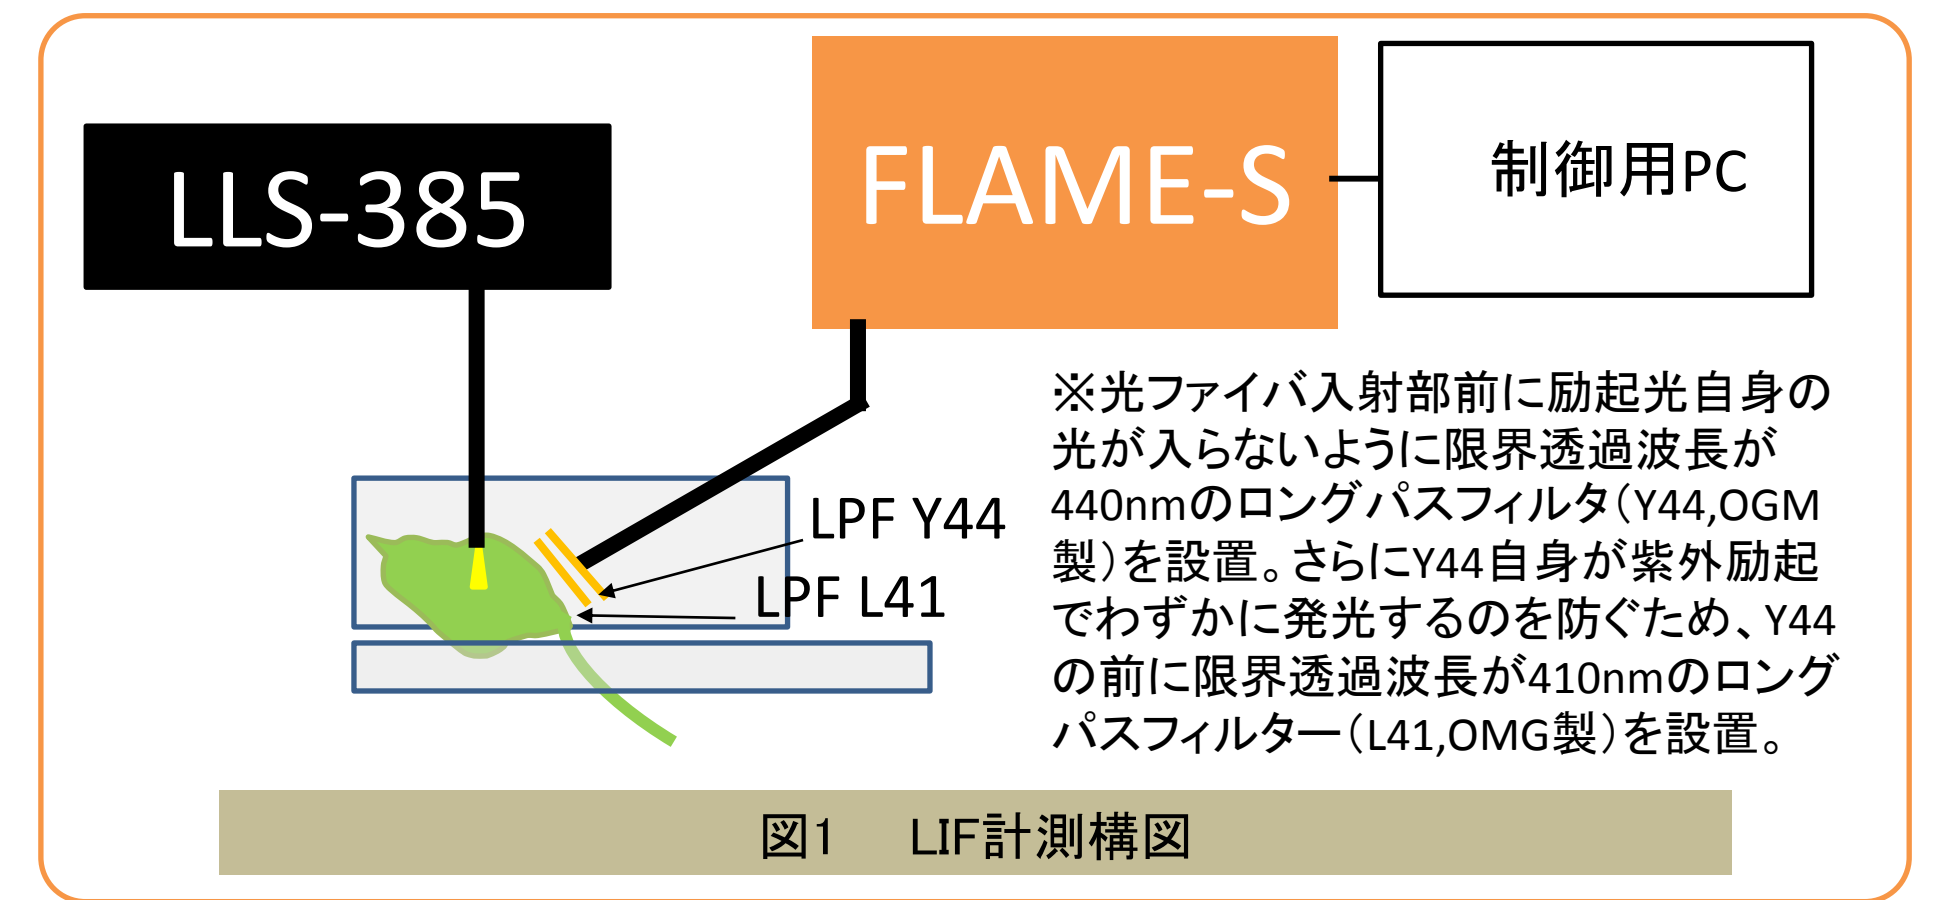 LLS-385
FLAME-S
制御用PC
LPF Y44
LPF L41
※光ファイバ入射部前に励起光自身の
光が入らないように限界透過波長が
440nmのロングパスフィルタ（Y44,OGM
製）を設置。さらにY44自身が紫外励起
でわずかに発光するのを防ぐため、Y44
の前に限界透過波長が410nmのロング
パスフィルター（L41,OMG製）を設置。
図1　LIF計測構図